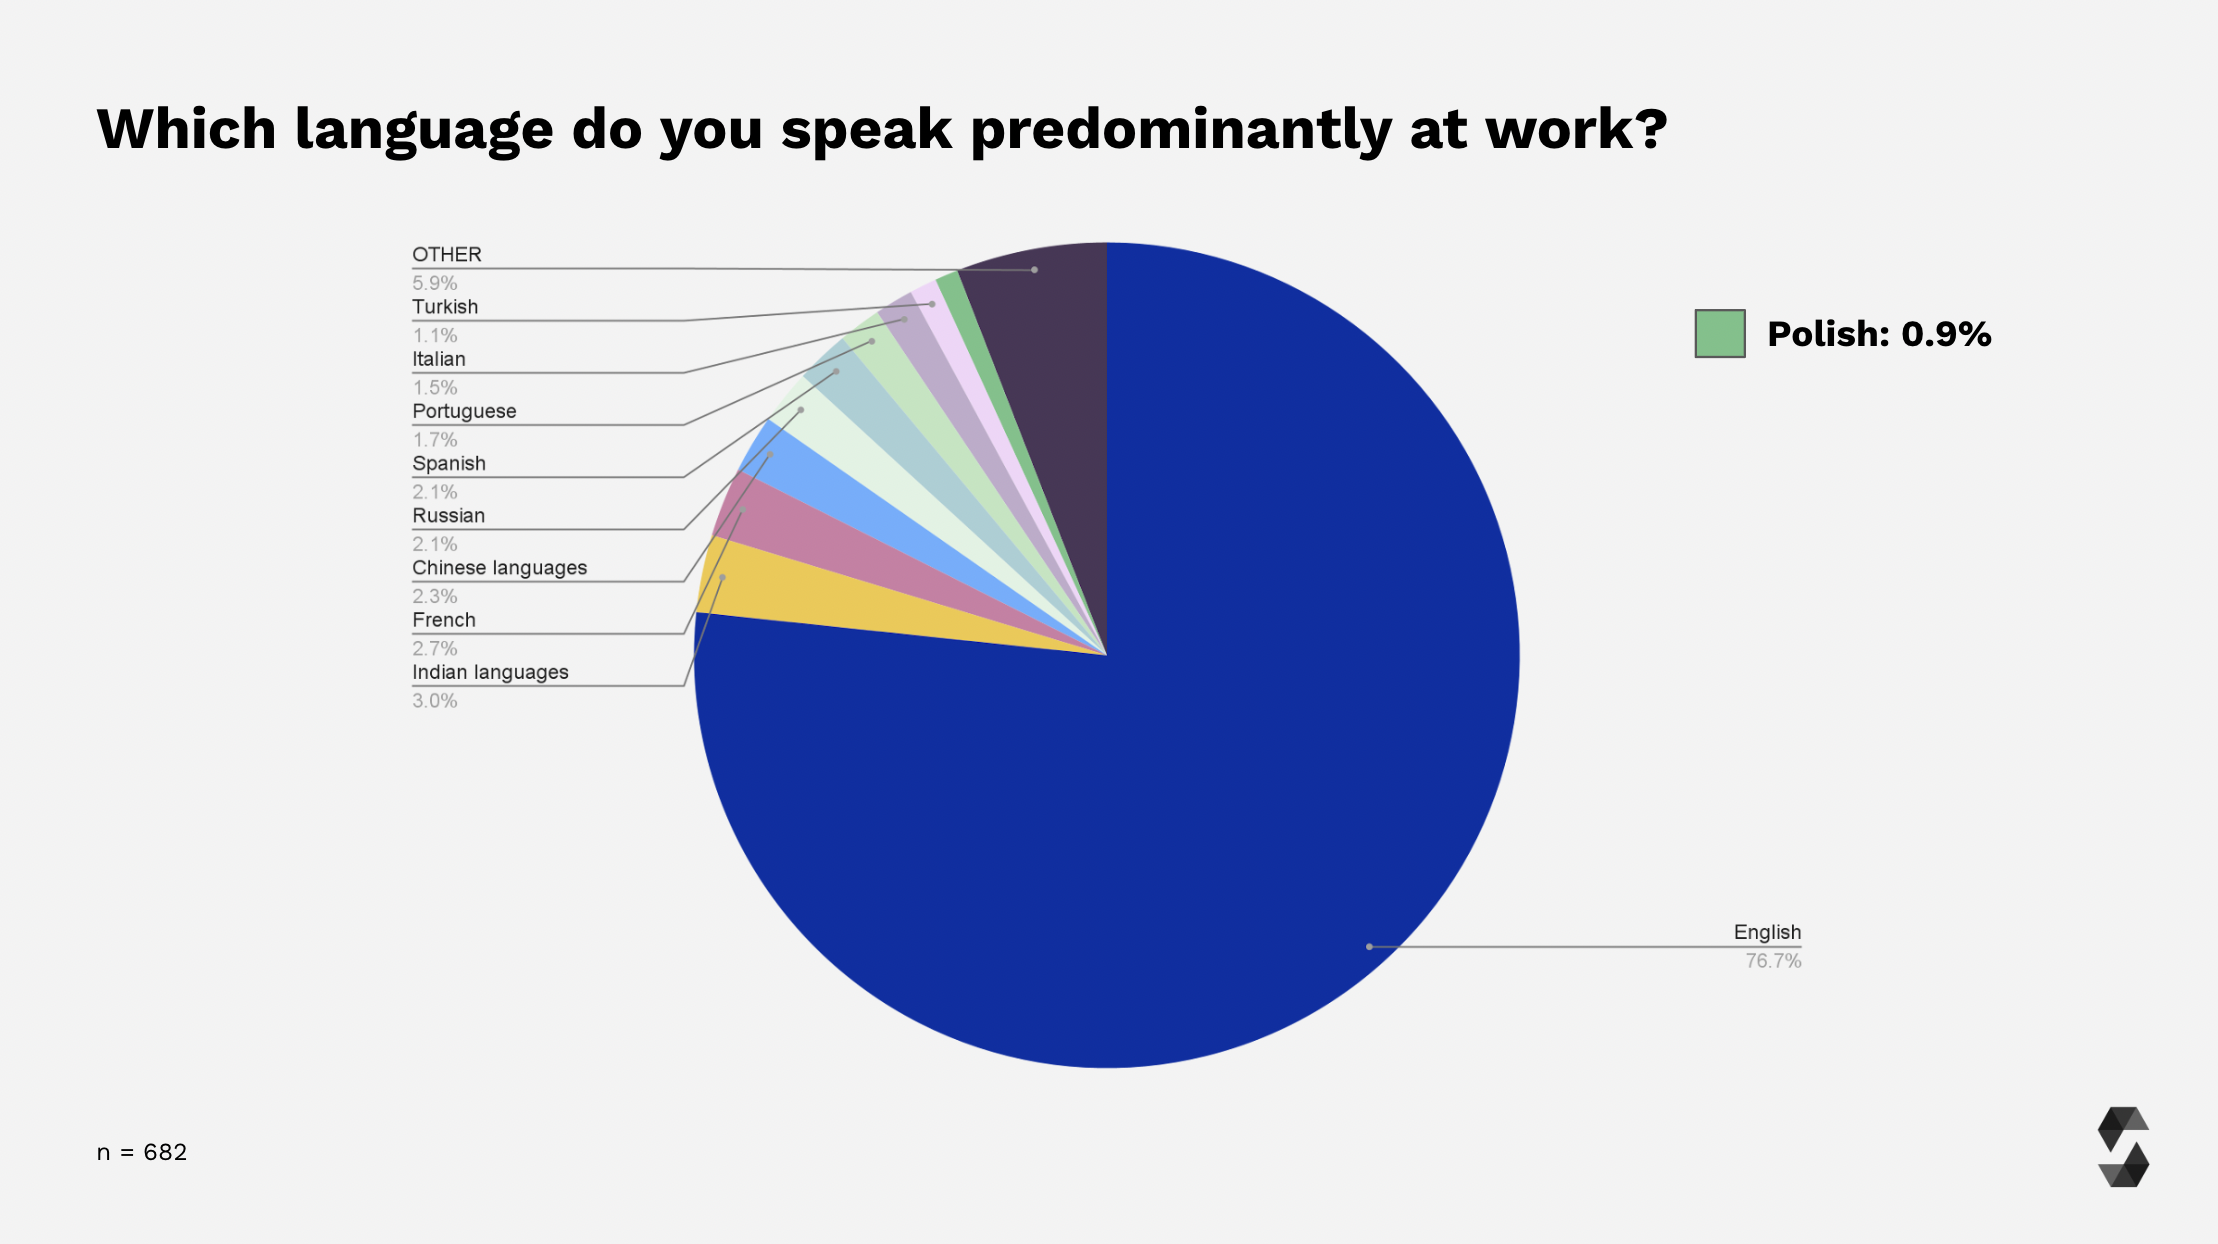 Which language do you speak predominantly at work?
OTHER
5.9%
Turkish
1.1%
Italian
1.5%
Portuguese
1.7%
Spanish
2.1%
Russian
2.1%
Chinese languages
2.3%
French
2.7%
Indian languages
3.0%
Polish: 0.9%
English
76.7%
n = 682